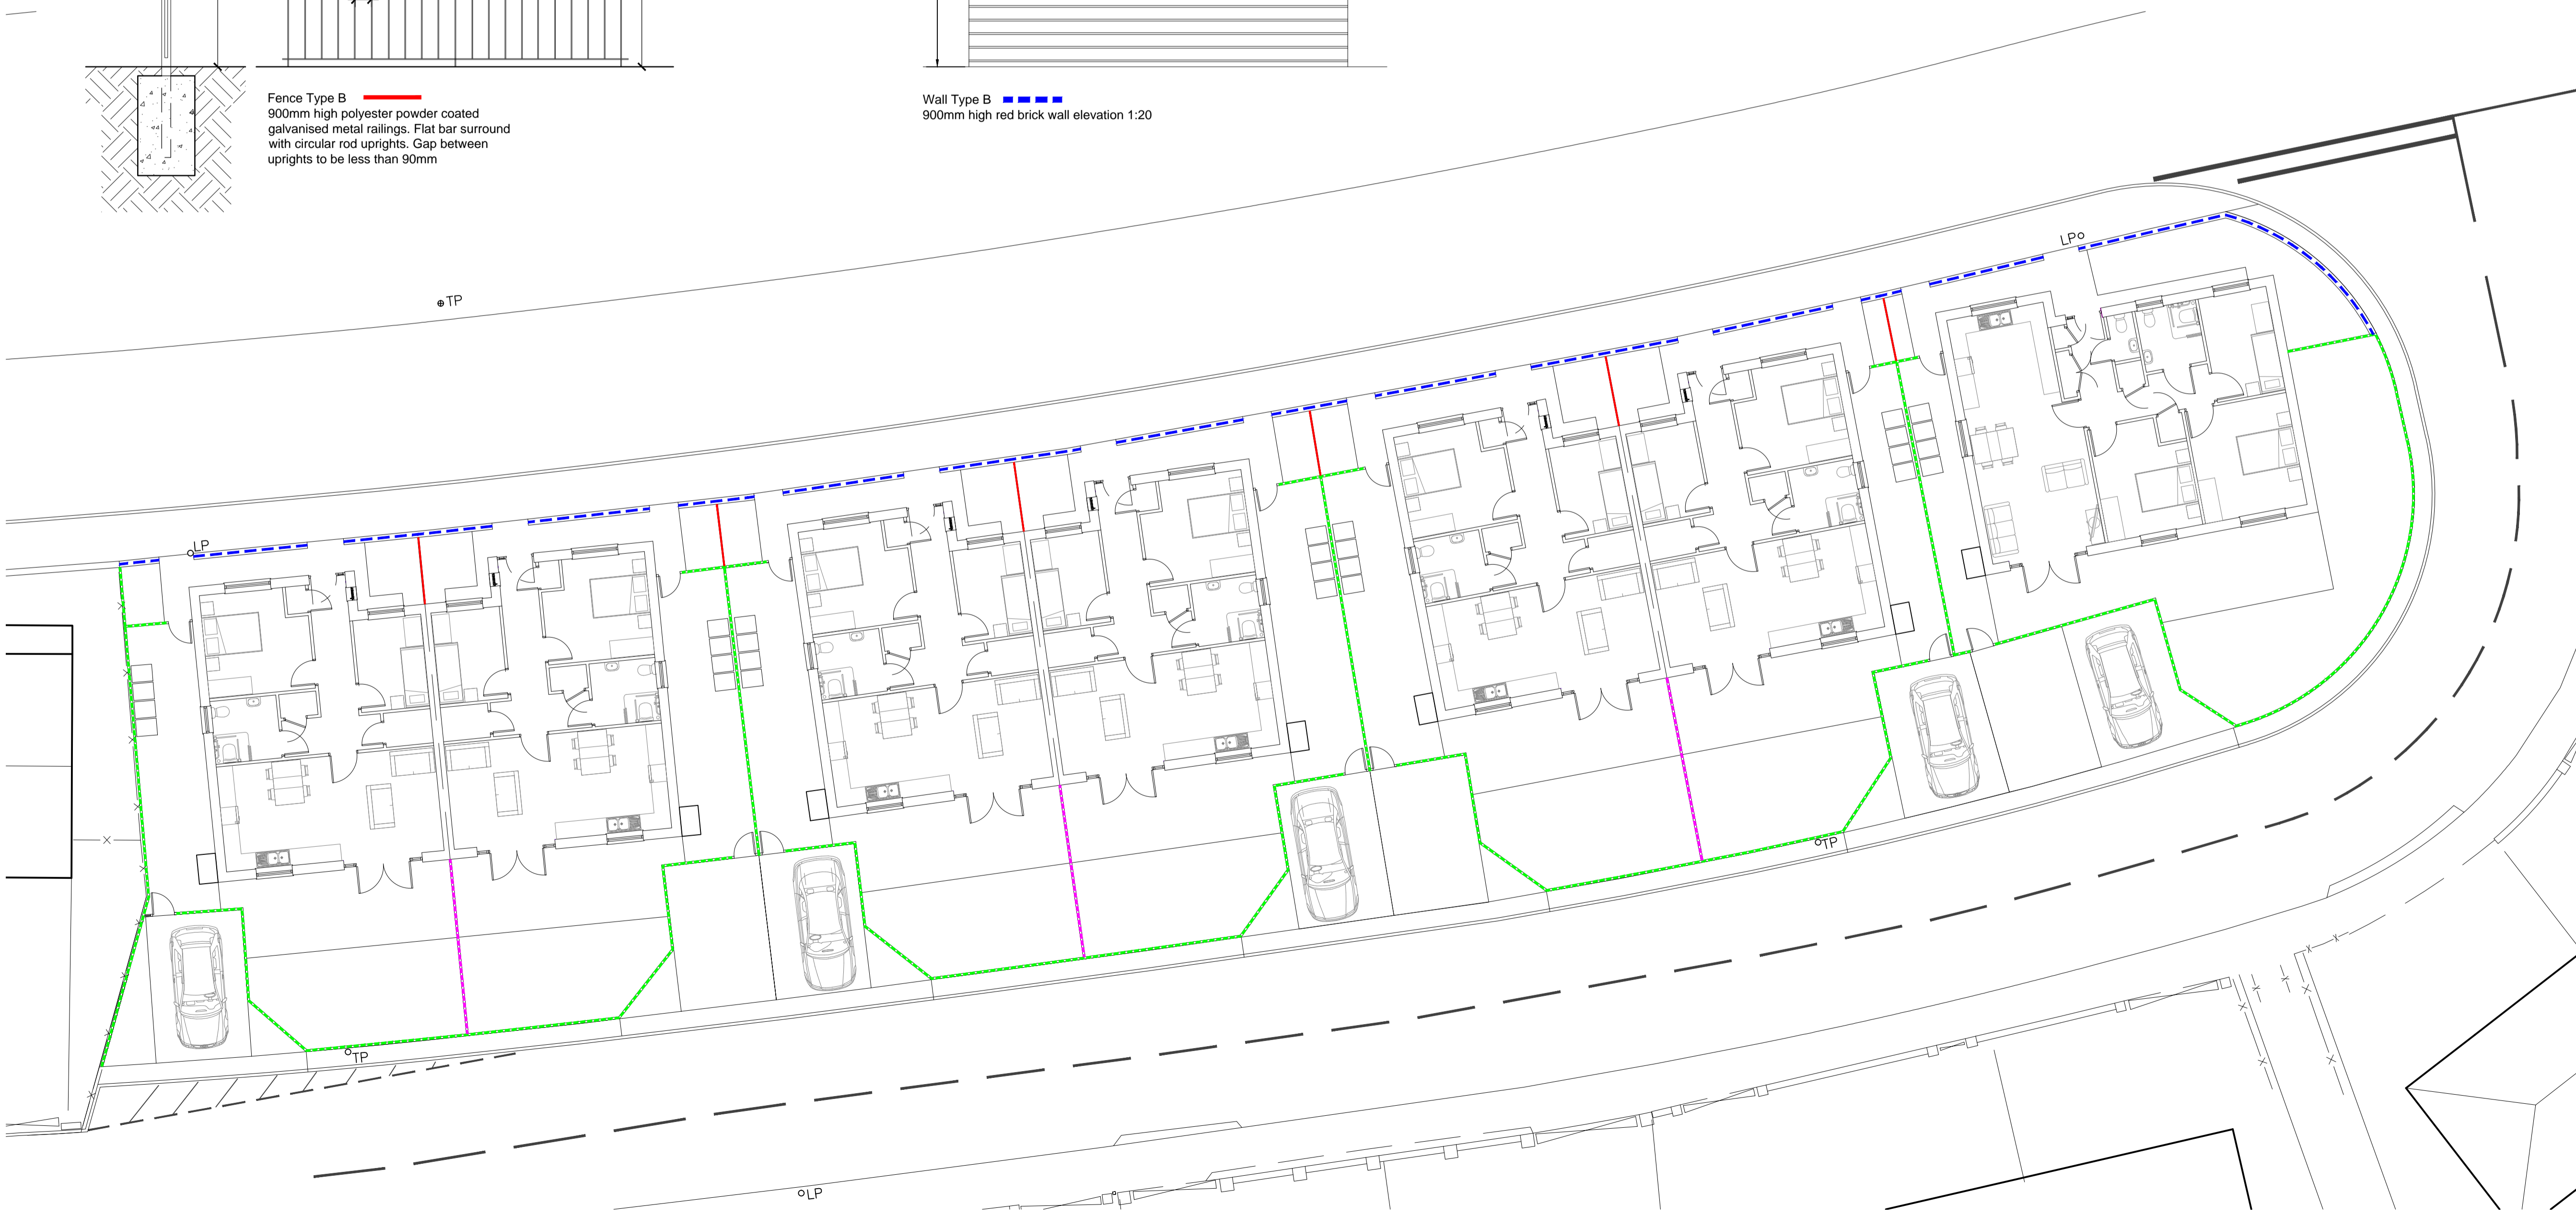 Fence Type B
900mm high polyester powder coated
galvanised metal railings. Flat bar surround
with circular rod uprights. Gap between
uprights to be less than 90mm
Wall Type B
900mm high red brick wall elevation 1:20
LP
TP
LP
TP
TP
LP